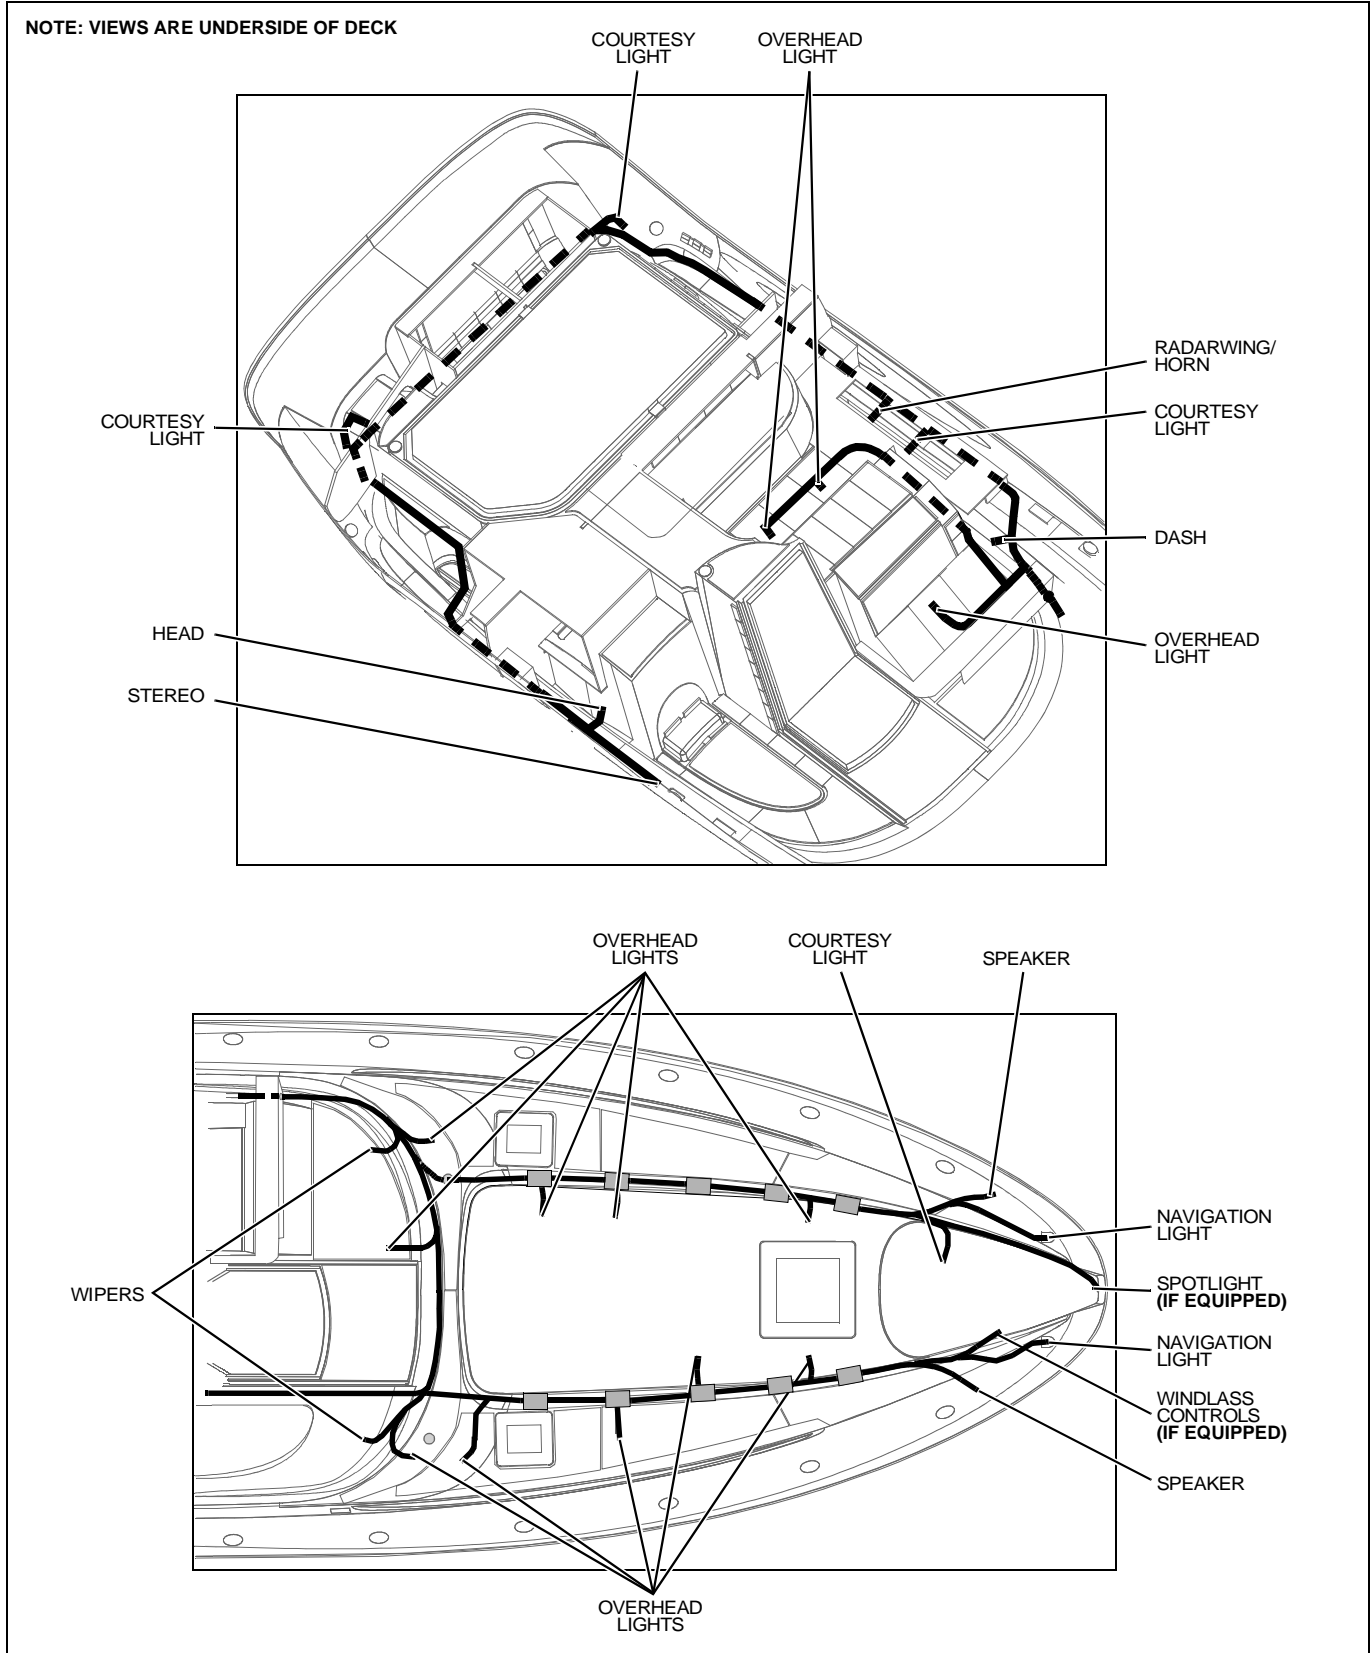 NOTE: VIEWS ARE UNDERSIDE OF DECK
COURTESY
LIGHT
OVERHEAD
LIGHT
RADARWING/
HORN
COURTESY
LIGHT
COURTESY
LIGHT
DASH
HEAD
OVERHEAD
LIGHT
STEREO
OVERHEAD
LIGHTS
COURTESY
LIGHT
SPEAKER
NAVIGATION
LIGHT
WIPERS
SPOTLIGHT
(IF EQUIPPED)
NAVIGATION
LIGHT
WINDLASS
CONTROLS
(IF EQUIPPED)
SPEAKER
OVERHEAD
LIGHTS